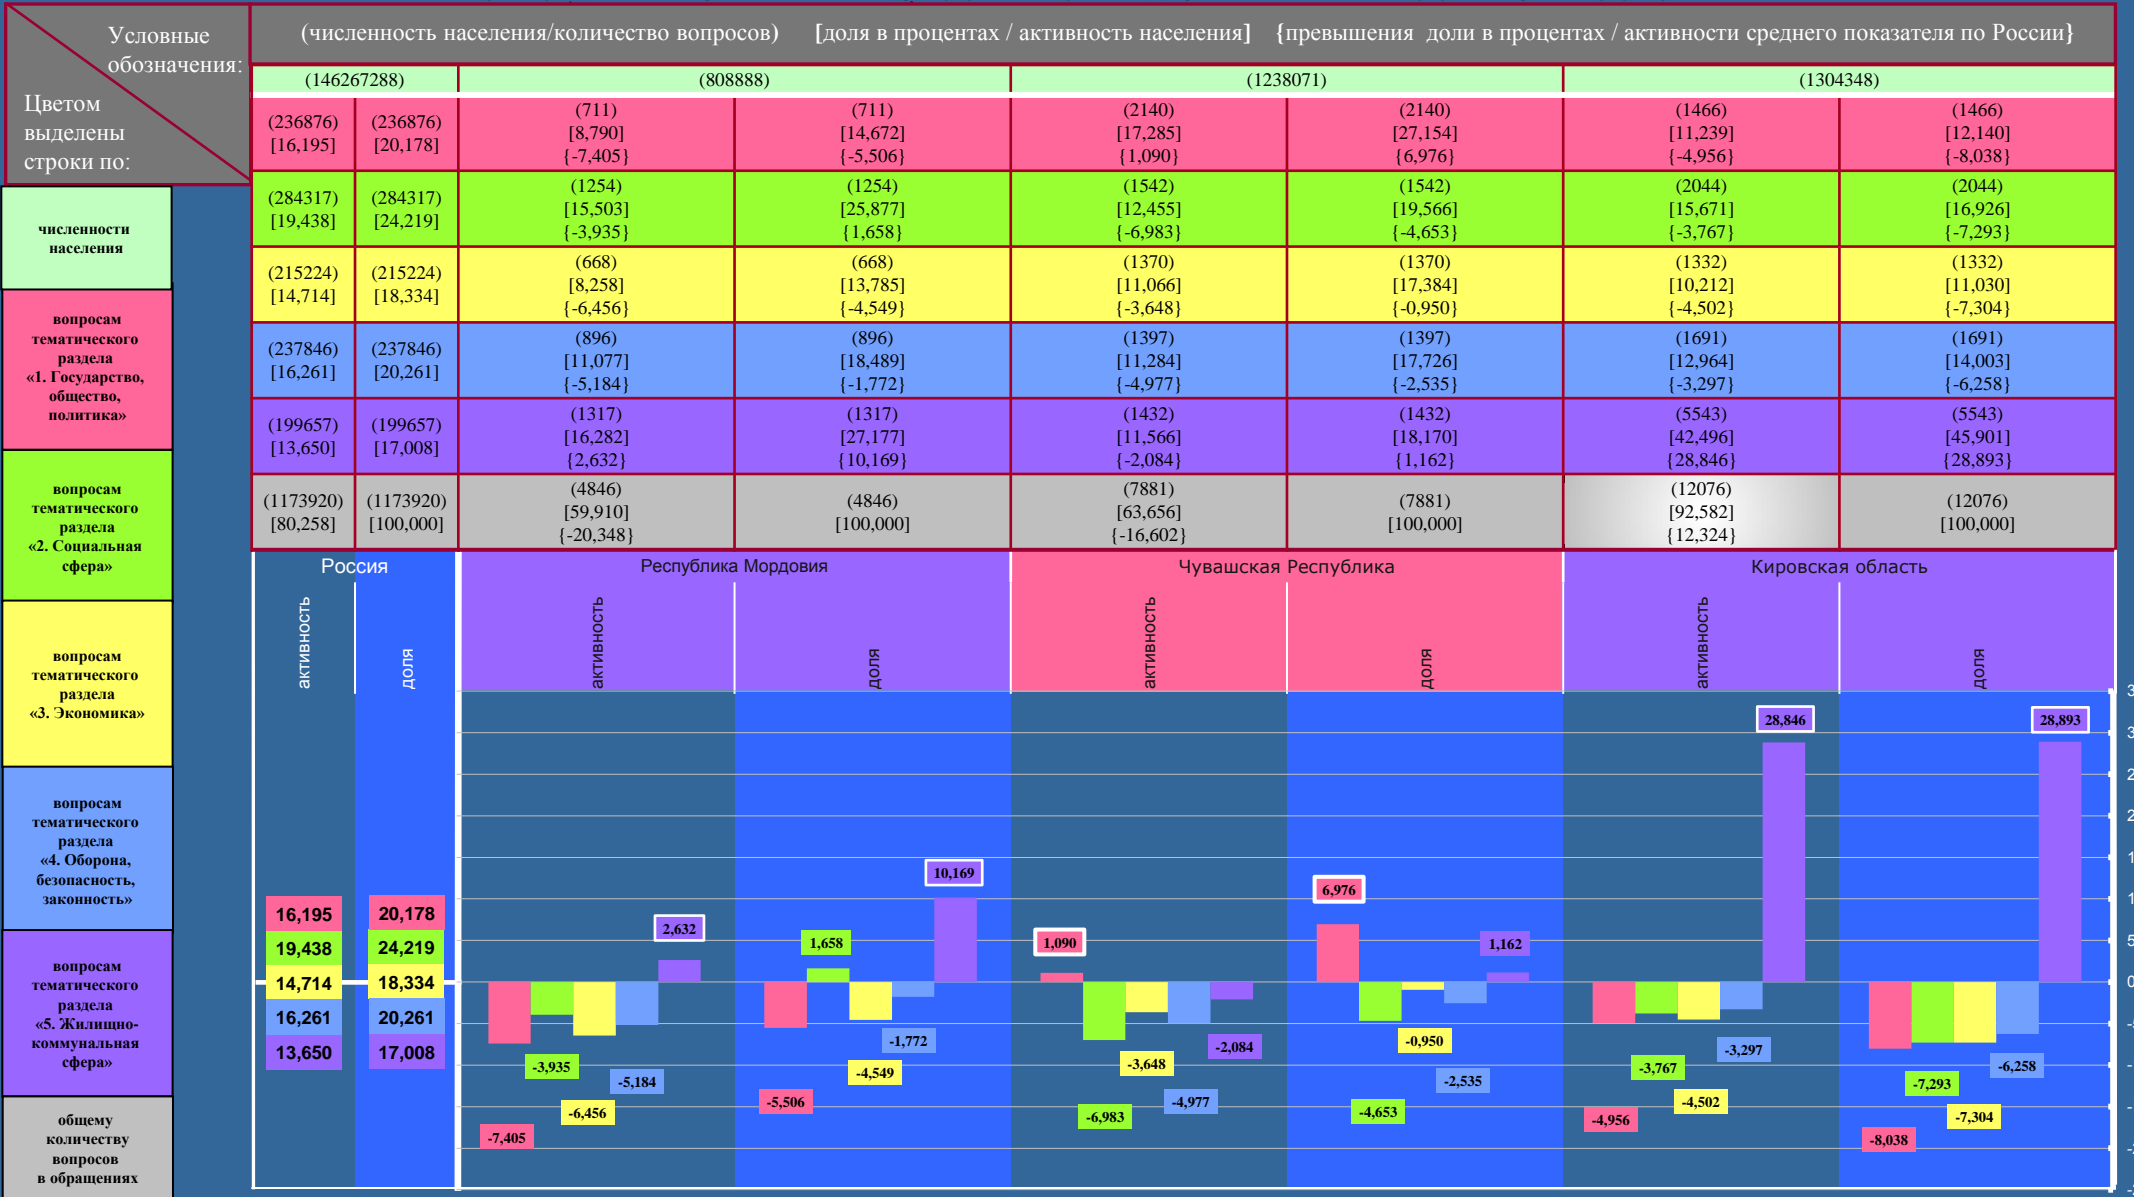 Условные
обозначения:
Цветом
выделены
строки по:
(численность населения/количество вопросов) [доля в процентах / активность населения] {превышения доли в процентах / активности среднего показателя по России}
(146267288) (808888) (1238071) (1304348)
(236876) (236876) (711) (711) (2140) (2140) (1466) (1466)
[16,195] [20,178] [8,790] [14,672] [17,285] [27,154] [11,239] [12,140]
{-7,405} {-5,506} {1,090} {6,976} {-4,956} {-8,038}
(284317) (284317) (1254) (1254) (1542) (1542) (2044) (2044)
[19,438] [24,219] [15,503] [25,877] [12,455] [19,566] [15,671] [16,926]
{-3,935} {1,658} {-6,983} {-4,653} {-3,767} {-7,293}
(215224) (215224) (668) (668) (1370) (1370) (1332) (1332)
[14,714] [18,334] [8,258] [13,785] [11,066] [17,384] [10,212] [11,030]
{-6,456} {-4,549} {-3,648} {-0,950} {-4,502} {-7,304}
(237846) (237846) (896) (896) (1397) (1397) (1691) (1691)
[16,261] [20,261] [11,077] [18,489] [11,284] [17,726] [12,964] [14,003]
{-5,184} {-1,772} {-4,977} {-2,535} {-3,297} {-6,258}
(199657) (199657) (1317) (1317) (1432) (1432) (5543) (5543)
[13,650] [17,008] [16,282] [27,177] [11,566] [18,170] [42,496] [45,901]
{2,632} {10,169} {-2,084} {1,162} {28,846} {28,893}
(1173920) (1173920) (4846) (4846) (7881) (7881) (12076) (12076)
[80,258] [100,000] [59,910] [100,000] [63,656] [100,000] [92,582] [100,000]
{-20,348} {-16,602} {12,324}
численности
населения
вопросам
тематического
раздела
«1. Государство,
общество,
политика»
вопросам
тематического
раздела
«2. Социальная
сфера»
вопросам
тематического
раздела
«3. Экономика»
вопросам
тематического
раздела
«4. Оборона,
безопасность,
законность»
вопросам
тематического
раздела
«5. Жилищно-
коммунальная
сфера»
общему
количеству
вопросов
в обращениях
Россия Республика Мордовия Чувашская Республика Кировская область
активность доля активность доля активность доля активность доля
16,195 20,178
19,438 24,219
14,714 18,334
16,261 20,261
13,650 17,008
-7,405 -3,935 -6,456 -5,184 2,632
-5,506 1,658 -4,549 -1,772 10,169
1,090 -6,983 -3,648 -4,977 -2,084
6,976 -4,653 -0,950 -2,535 1,162
-4,956 -3,767 -4,502 -3,297 28,846
-8,038 -7,293 -7,304 -6,258 28,893
5
0